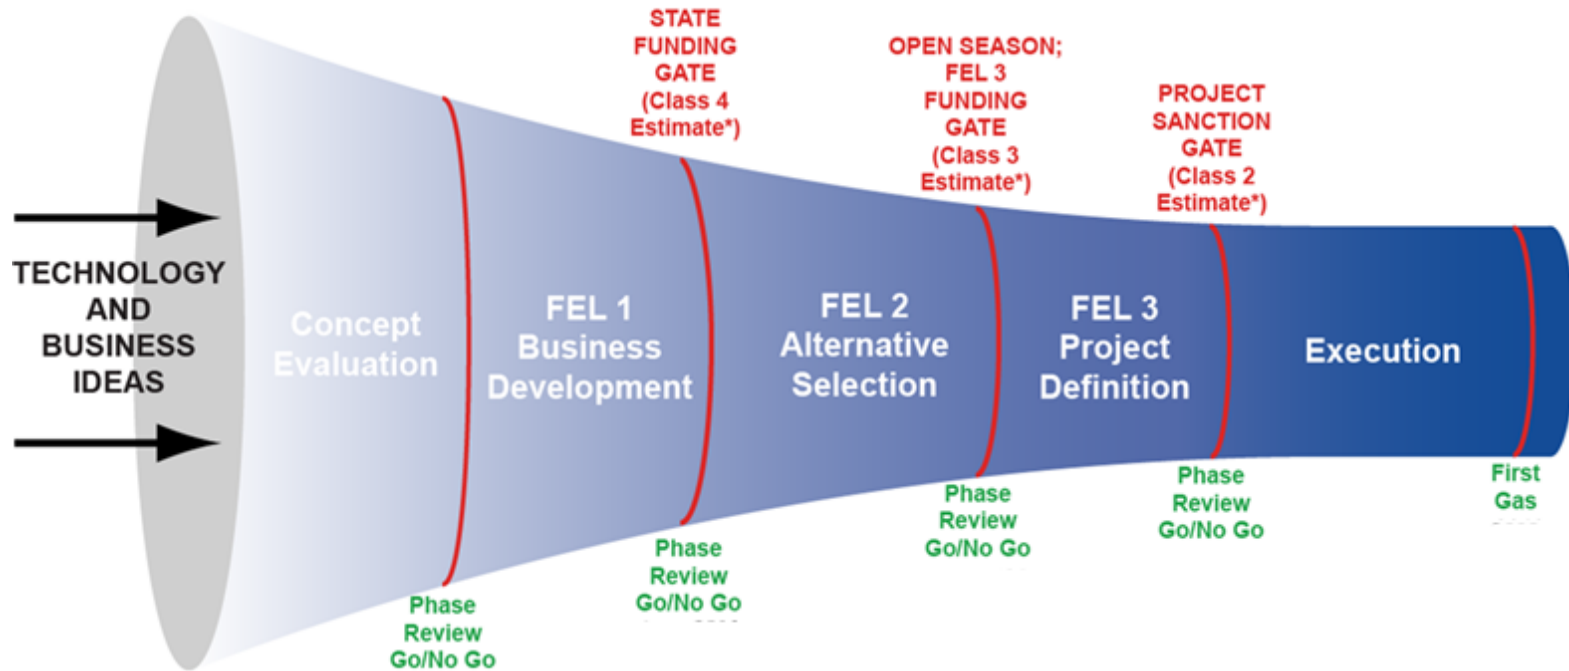 STATE
FUNDING
GATE
(Class 4
Estimate*)
OPEN SEASON;
FEL 3
FUNDING
GATE
(Class 3
Estimate*)
PROJECT
SANCTION
GATE
(Class 2
Estimate*)
TECHNOLOGY
AND
BUSINESS
IDEAS
Concept
Evaluation
FEL 1
Business
Development
FEL 2
Alternative
Selection
FEL 3
Project
Definition
Execution
Phase
Review
Go/No Go
Phase
Review
Go/No Go
Phase
Review
Go/No Go
Phase
Review
Go/No Go
First
Gas